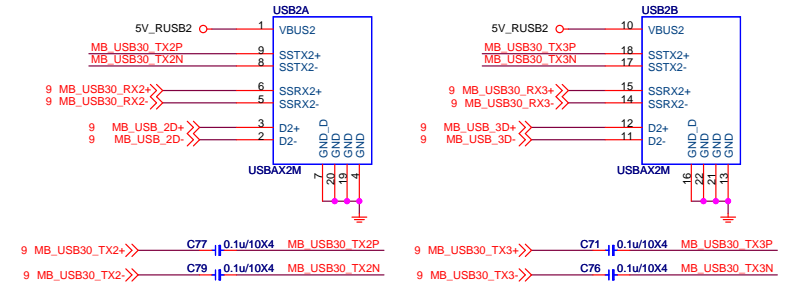 USB2A
5V_RUSB2 1 VBUS2
MB_USB30_TX2P 9 SSTX2+
MB_USB30_TX2N 8 SSTX2-
9 MB_USB30_RX2+ 6 SSRX2+
9 MB_USB30_RX2- 5 SSRX2-
9 MB_USB_2D+ 3 D2+
9 MB_USB_2D- 2 D2-
GND_D GND GND GND
USBAX2M
7 20 19 4
USB2B
5V_RUSB2 10 VBUS2
MB_USB30_TX3P 18 SSTX2+
MB_USB30_TX3N 17 SSTX2-
9 MB_USB30_RX3+ 15 SSRX2+
9 MB_USB30_RX3- 14 SSRX2-
9 MB_USB_3D+ 12 D2+
9 MB_USB_3D- 11 D2-
GND_D GND GND GND
USBAX2M
16 22 21 13
9 MB_USB30_TX2+ C77 0.1u/10X4 MB_USB30_TX2P
9 MB_USB30_TX2- C79 0.1u/10X4 MB_USB30_TX2N
9 MB_USB30_TX3+ C71 0.1u/10X4 MB_USB30_TX3P
9 MB_USB30_TX3- C76 0.1u/10X4 MB_USB30_TX3N